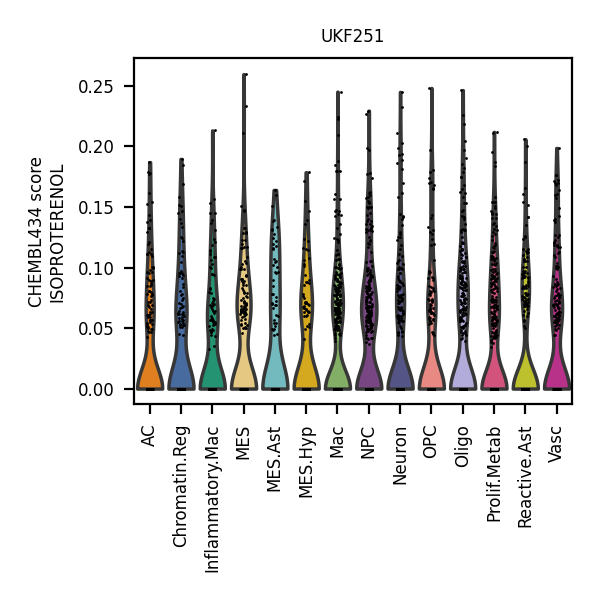 UKF251
CHEMBL434 score
ISOPROTERENOL
0.25
0.20
0.15
0.10
0.05
0.00
AC
Chromatin.Reg
Inflammatory.Mac
MES
MES.Ast
MES.Hyp
Mac
NPC
Neuron
OPC
Oligo
Prolif.Metab
Reactive.Ast
Vasc